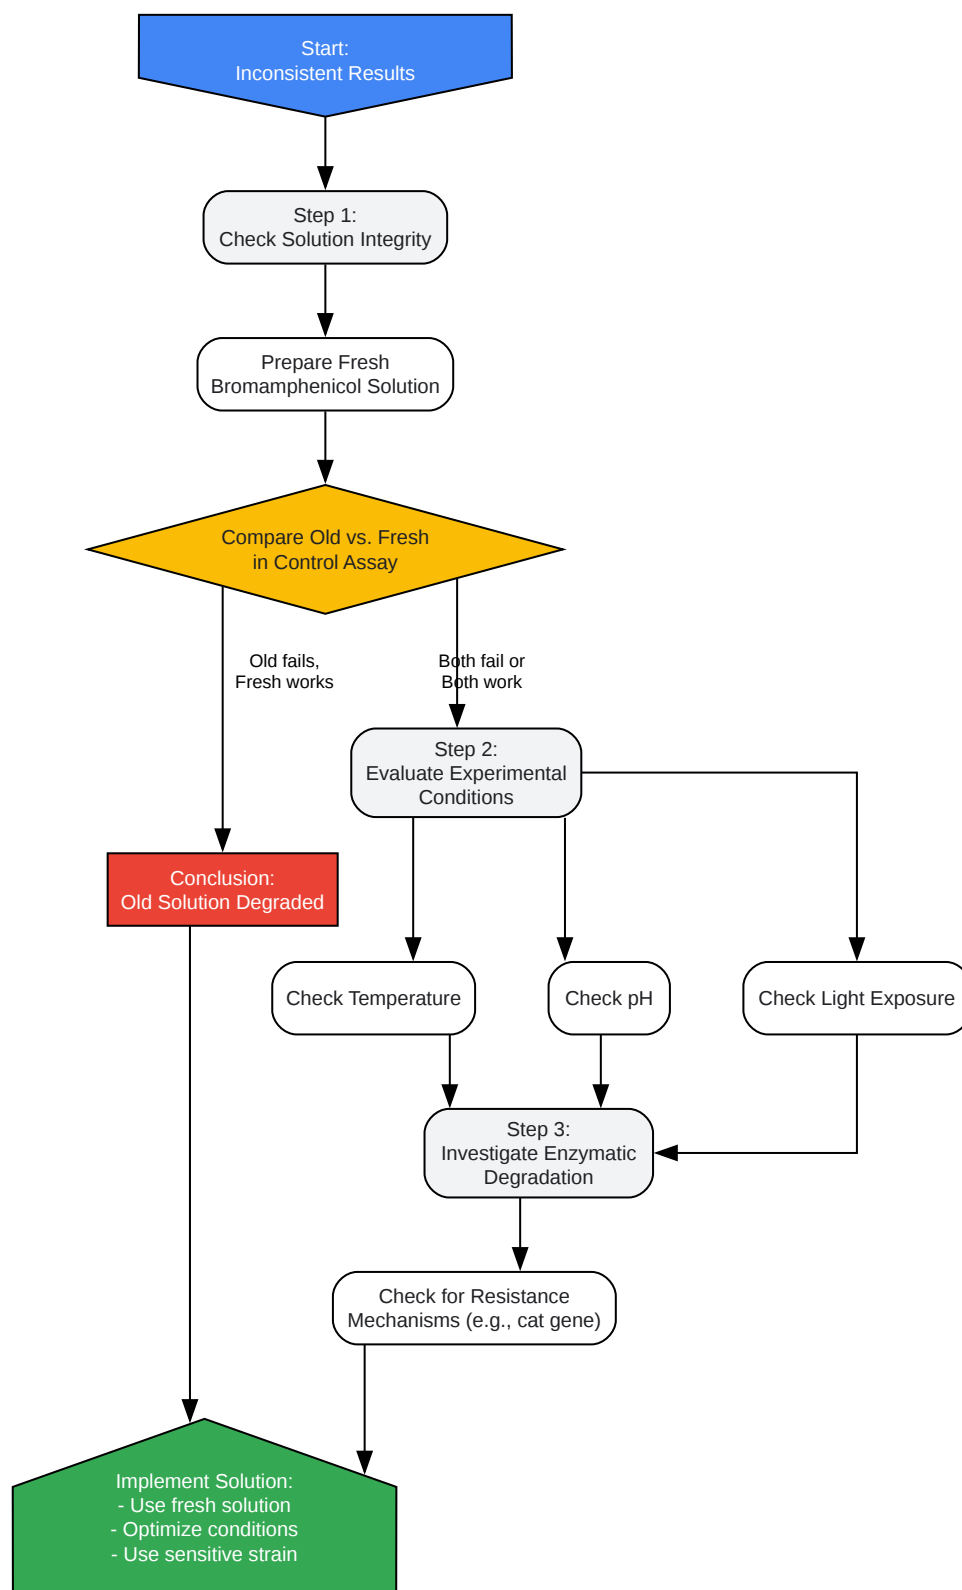 Start:
Inconsistent Results
Step 1:
Check Solution Integrity
Prepare Fresh
Bromamphenicol Solution
Compare Old vs. Fresh
in Control Assay
Old fails,
Fresh works
Both fail or
Both work
Step 2:
Evaluate Experimental
Conditions
Conclusion:
Old Solution Degraded
Check Temperature
Check pH
Check Light Exposure
Step 3:
Investigate Enzymatic
Degradation
Check for Resistance
Mechanisms (e.g., cat gene)
Implement Solution:
- Use fresh solution
- Optimize conditions
- Use sensitive strain